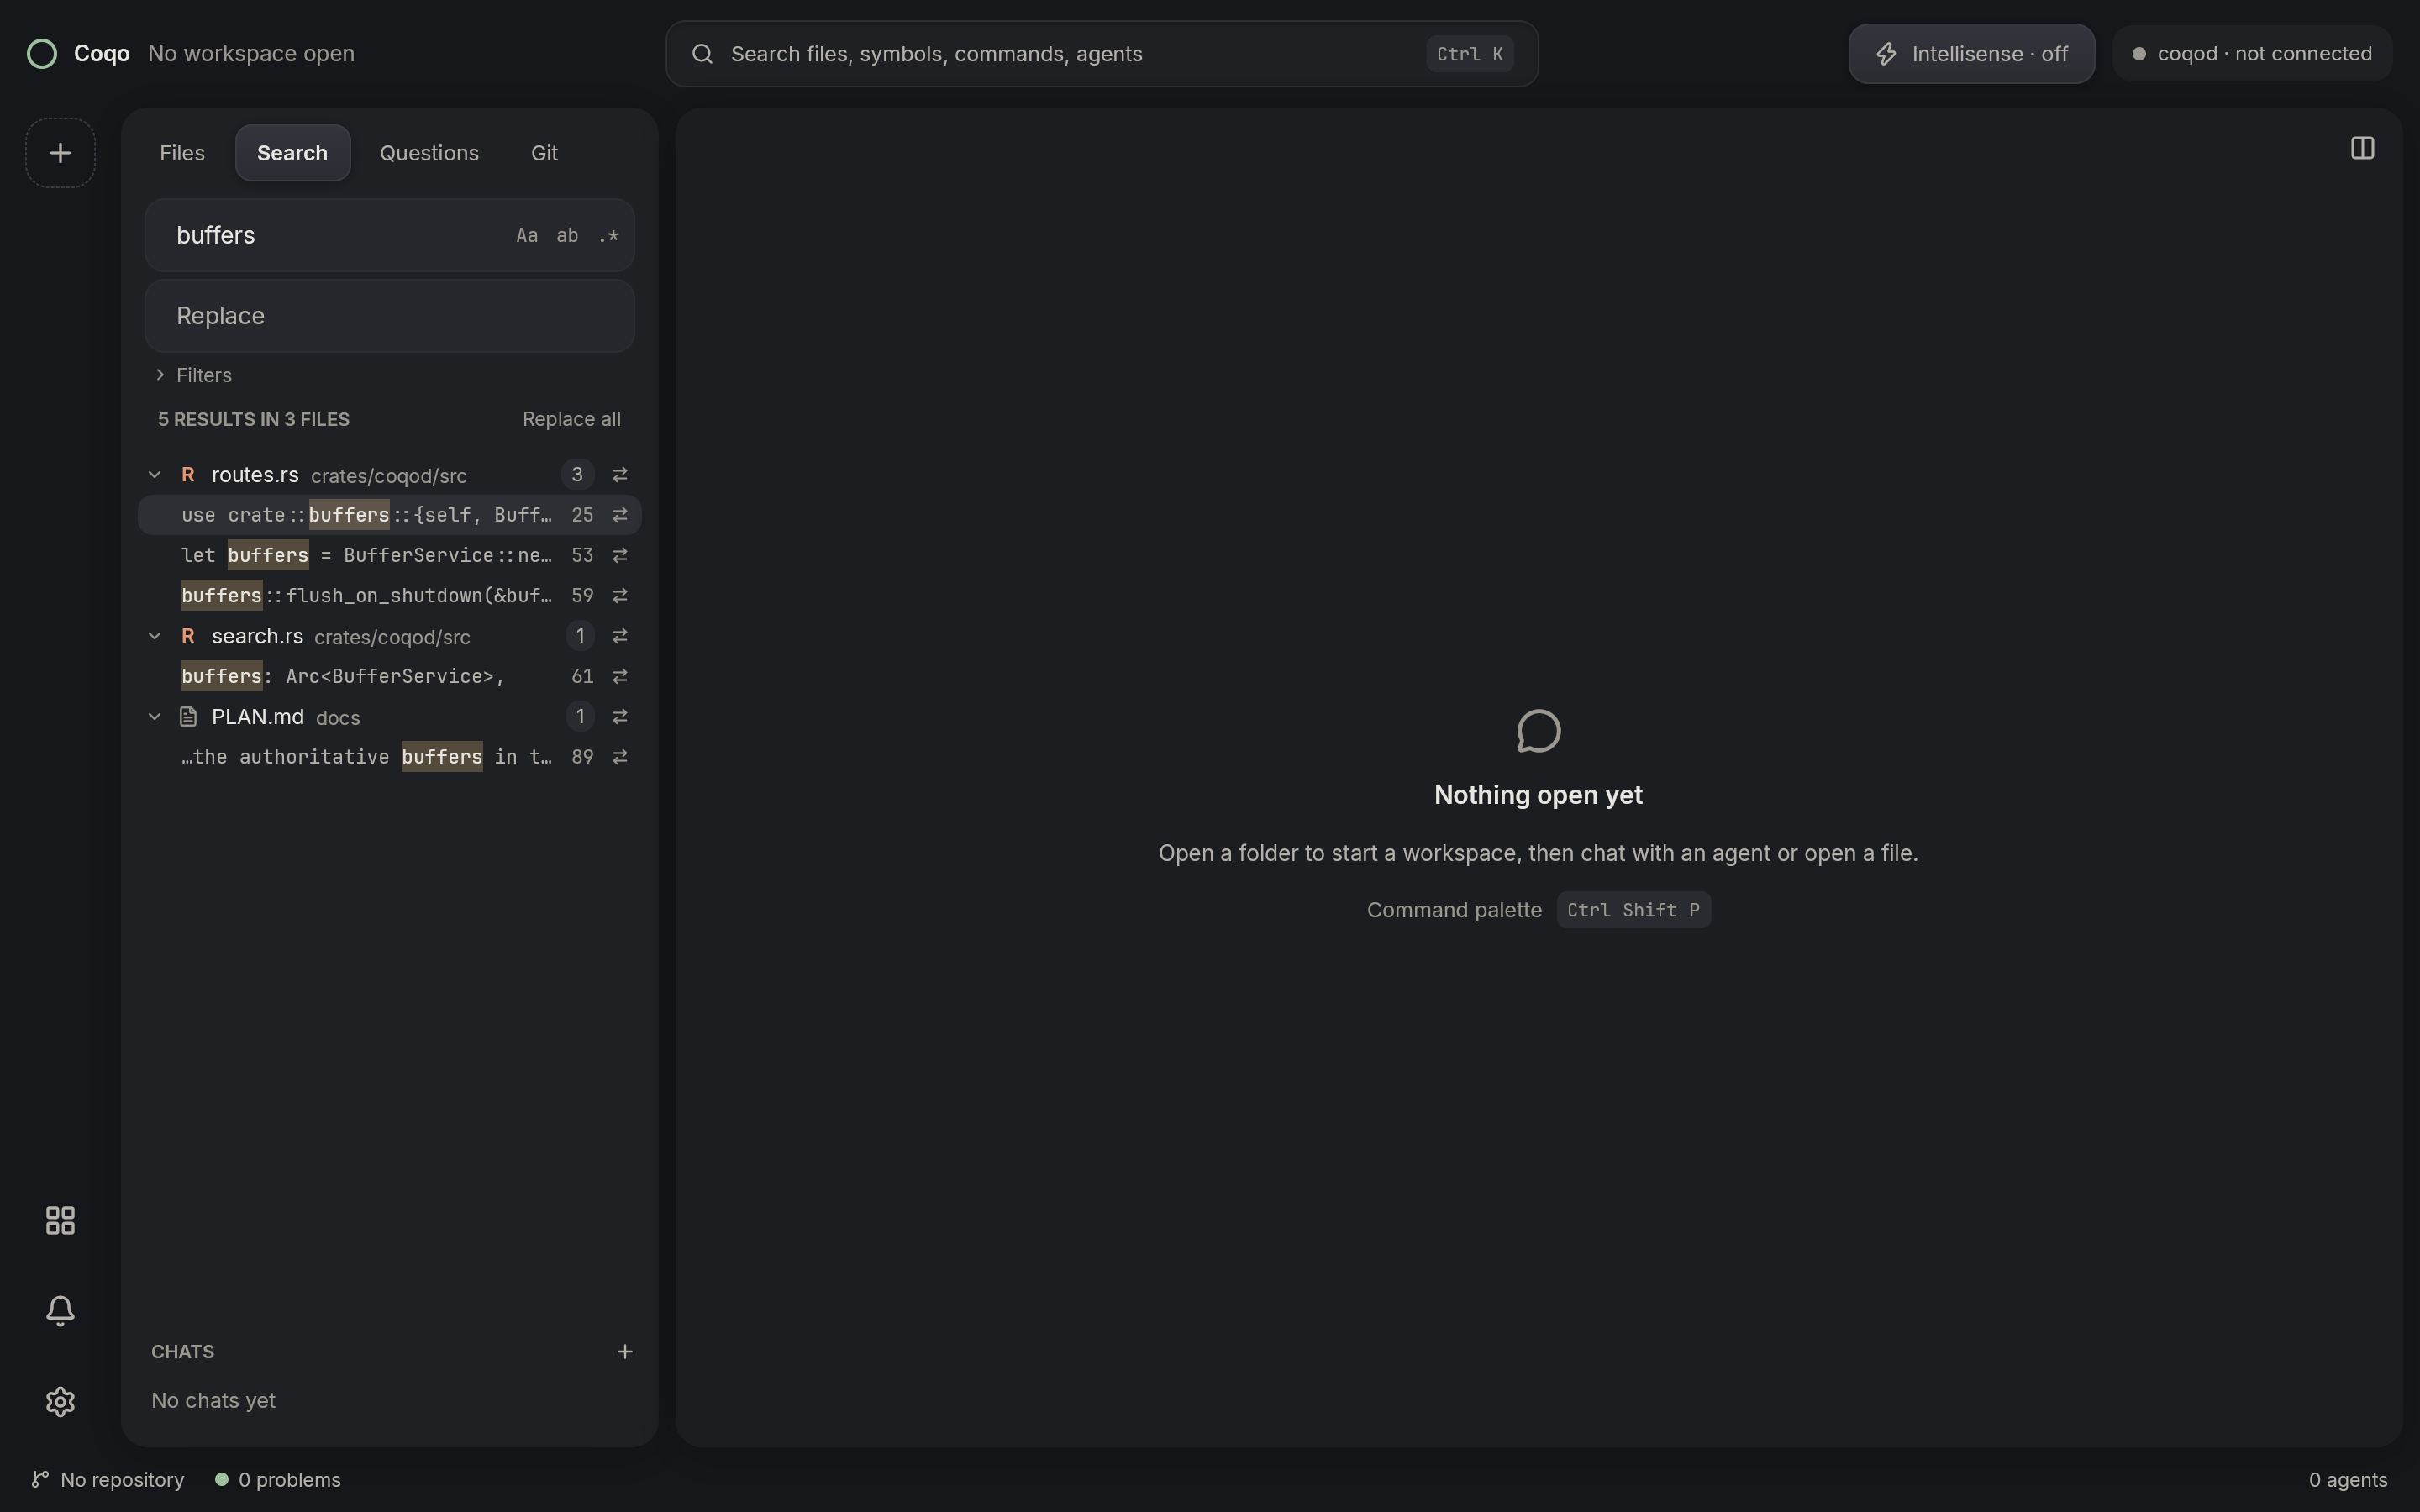 Coqo No workspace open
Search files, symbols, commands, agents Ctrl K
Intellisense · off
coqod · not connected
Files Search Questions Git
buffers Aa ab .*
Replace
Filters
5 RESULTS IN 3 FILES Replace all
R routes.rs crates/coqod/src 3
use crate::buffers::{self, Buff… 25
let buffers = BufferService::ne… 53
buffers::flush_on_shutdown(&buf… 59
R search.rs crates/coqod/src 1
buffers: Arc<BufferService>, 61
PLAN.md docs 1
…the authoritative buffers in t… 89
Nothing open yet
Open a folder to start a workspace, then chat with an agent or open a file.
Command palette Ctrl Shift P
CHATS
No chats yet
No repository 0 problems
0 agents